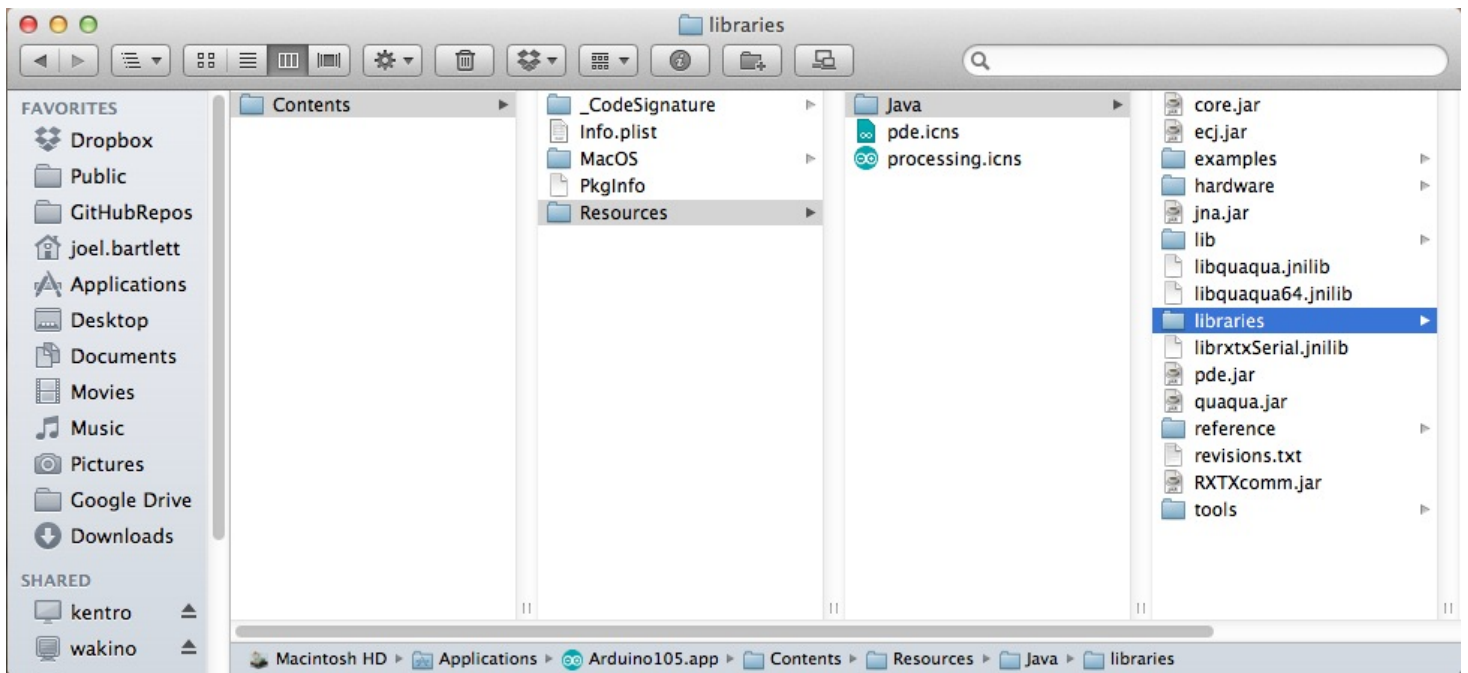 libraries
FAVORITES
Dropbox
Public
GitHubRepos
joel.bartlett
Applications
Desktop
Documents
Movies
Music
Pictures
Google Drive
Downloads
SHARED
kentro
wakino
Contents
_CodeSignature
Info.plist
MacOS
PkgInfo
Resources
Java
pde.icns
processing.icns
core.jar
ecj.jar
examples
hardware
jna.jar
lib
libquaqua.jnilib
libquaqua64.jnilib
libraries
librxtxSerial.jnilib
pde.jar
quaqua.jar
reference
revisions.txt
RXTXcomm.jar
tools
Macintosh HD ▸ Applications ▸ Arduino105.app ▸ Contents ▸ Resources ▸ Java ▸ libraries